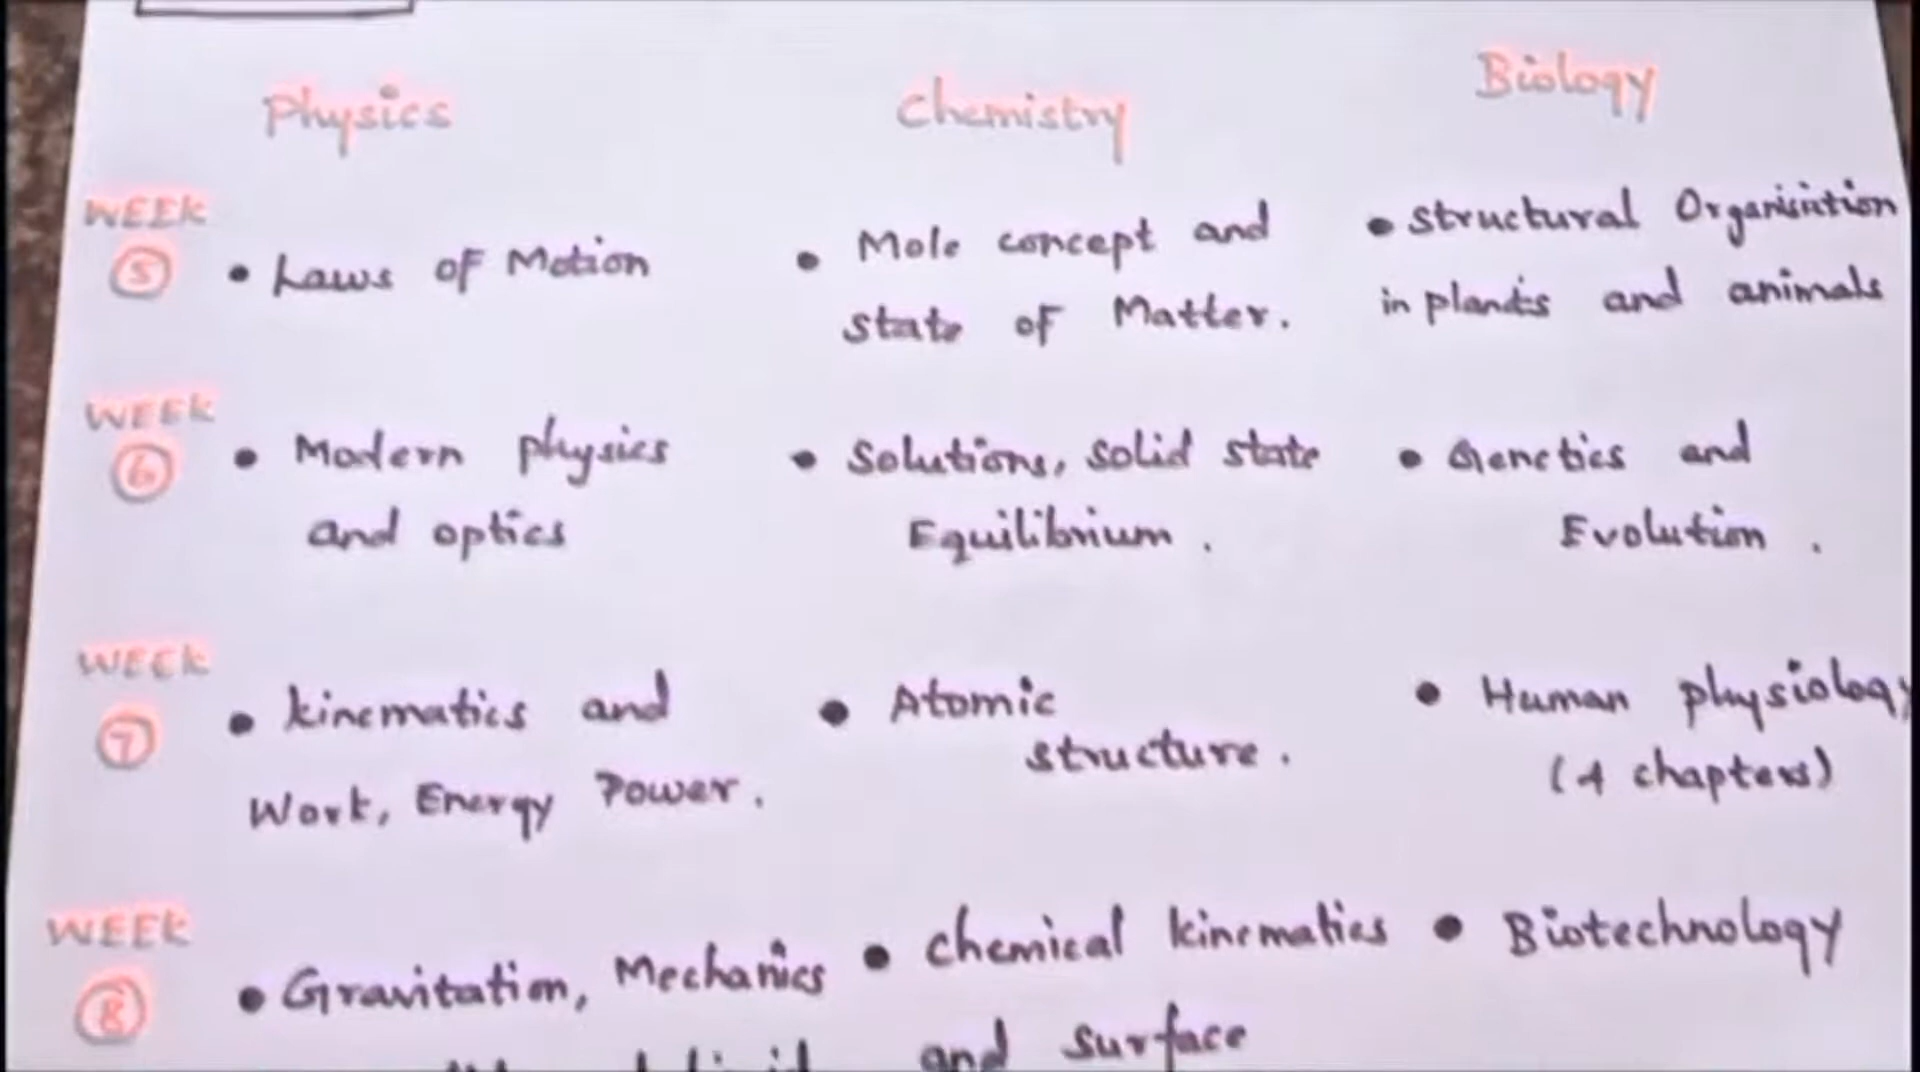 Physics Chemistry Biology
WEEK
5
• Laws of Motion
• Mole concept and
state of Matter.
• Structural Organisation
in plants and animals
WEEK
6
• Modern physics
and optics
• Solutions, solid state
Equilibrium .
• Genetics and
Evolution .
WEEK
7
• kinematics and
Work, Energy Power.
• Atomic
structure .
• Human physiology
(4 chapters)
WEEK
8
• Gravitation, Mechanics
• Chemical kinematics
and surface
• Biotechnology